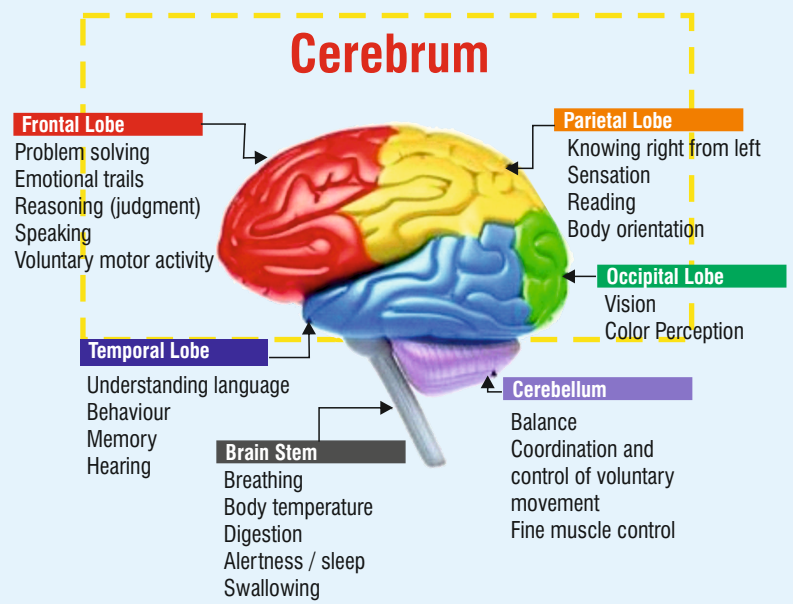 Cerebrum
Frontal Lobe
Problem solving
Emotional trails
Reasoning (judgment)
Speaking
Voluntary motor activity
Parietal Lobe
Knowing right from left
Sensation
Reading
Body orientation
Occipital Lobe
Vision
Color Perception
Temporal Lobe
Understanding language
Behaviour
Memory
Hearing
Brain Stem
Breathing
Body temperature
Digestion
Alertness / sleep
Swallowing
Cerebellum
Balance
Coordination and
control of voluntary
movement
Fine muscle control